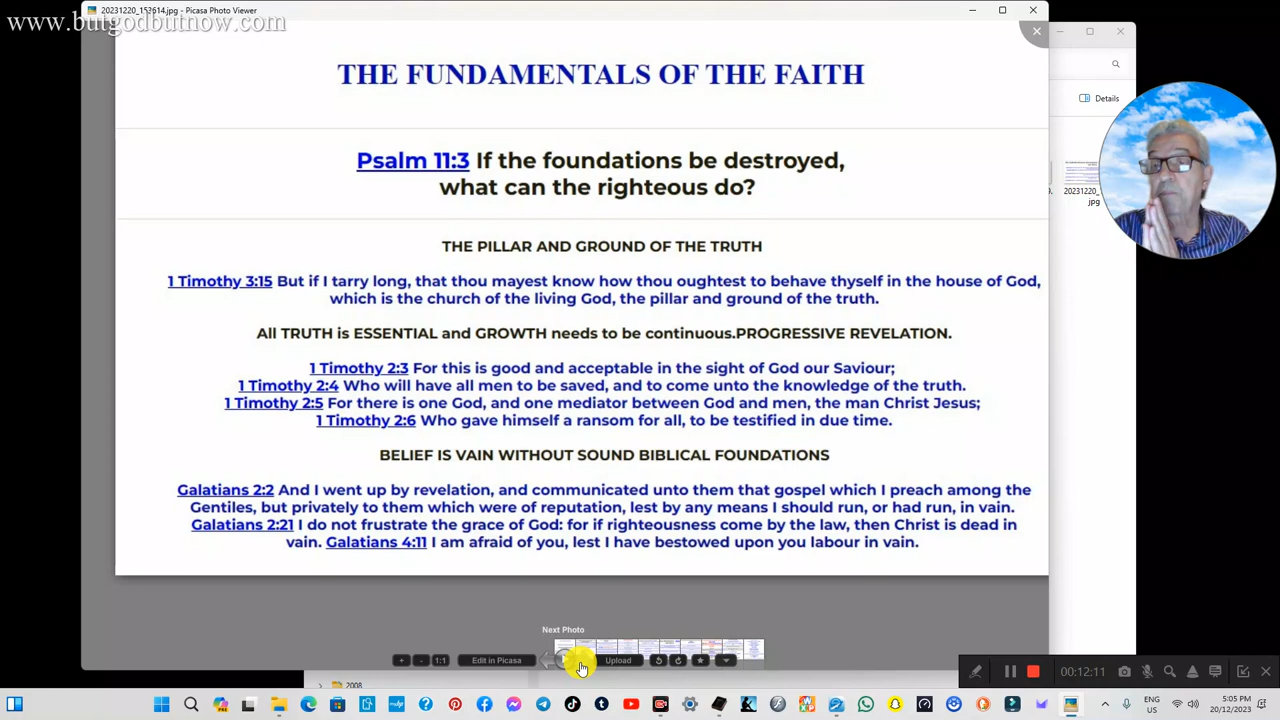 20231220_153614.jpg - Picasa Photo Viewer
www.butgodbutnow.com
THE FUNDAMENTALS OF THE FAITH
Details
Psalm 11:3 If the foundations be destroyed,
what can the righteous do?
20231220_
.jpg
THE PILLAR AND GROUND OF THE TRUTH
1 Timothy 3:15 But if I tarry long, that thou mayest know how thou oughtest to behave thyself in the house of God,
which is the church of the living God, the pillar and ground of the truth.
All TRUTH is ESSENTIAL and GROWTH needs to be continuous.PROGRESSIVE REVELATION.
1 Timothy 2:3 For this is good and acceptable in the sight of God our Saviour;
1 Timothy 2:4 Who will have all men to be saved, and to come unto the knowledge of the truth.
1 Timothy 2:5 For there is one God, and one mediator between God and men, the man Christ Jesus;
1 Timothy 2:6 Who gave himself a ransom for all, to be testified in due time.
BELIEF IS VAIN WITHOUT SOUND BIBLICAL FOUNDATIONS
Galatians 2:2 And I went up by revelation, and communicated unto them that gospel which I preach among the
Gentiles, but privately to them which were of reputation, lest by any means I should run, or had run, in vain.
Galatians 2:21 I do not frustrate the grace of God: for if righteousness come by the law, then Christ is dead in
vain. Galatians 4:11 I am afraid of you, lest I have bestowed upon you labour in vain.
Next Photo
+ - 1:1 Edit in Picasa Upload
00:12:11
2008
ENG
US
5:05 PM
20/12/2023